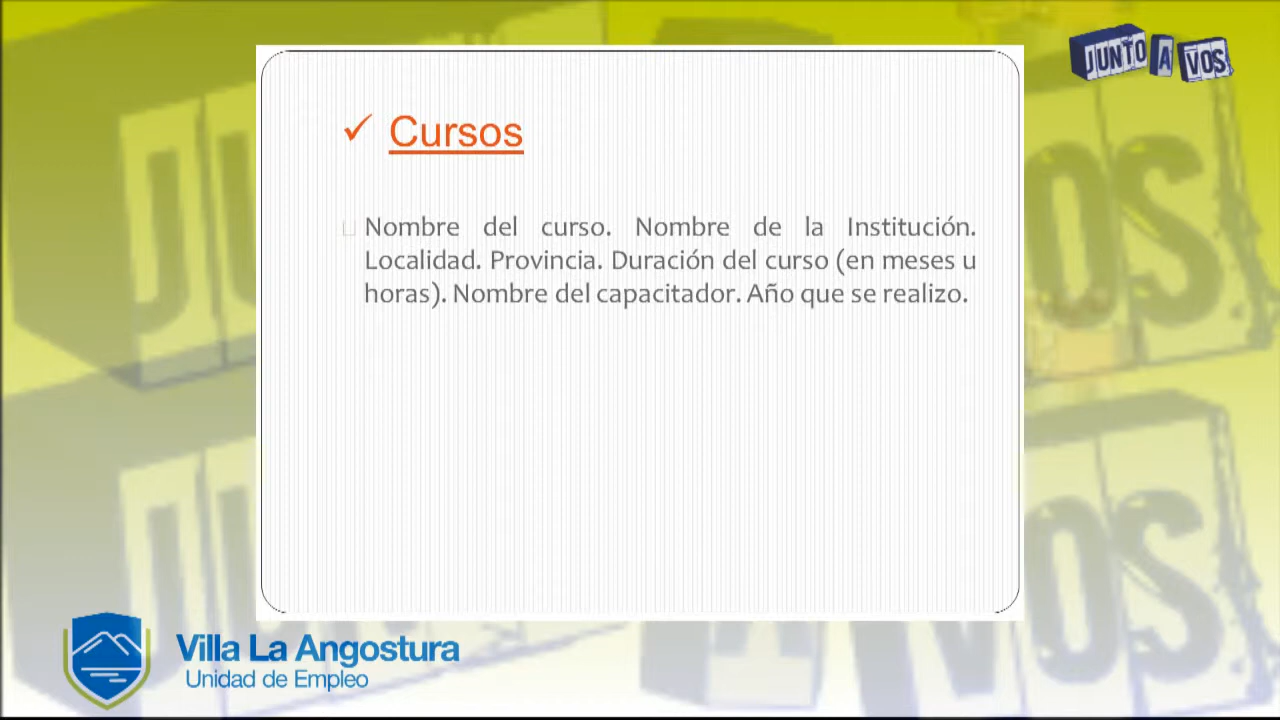 JUNTO A VOS
✓ Cursos
Nombre del curso. Nombre de la Institución.
Localidad. Provincia. Duración del curso (en meses u
horas). Nombre del capacitador. Año que se realizo.
Villa La Angostura
Unidad de Empleo